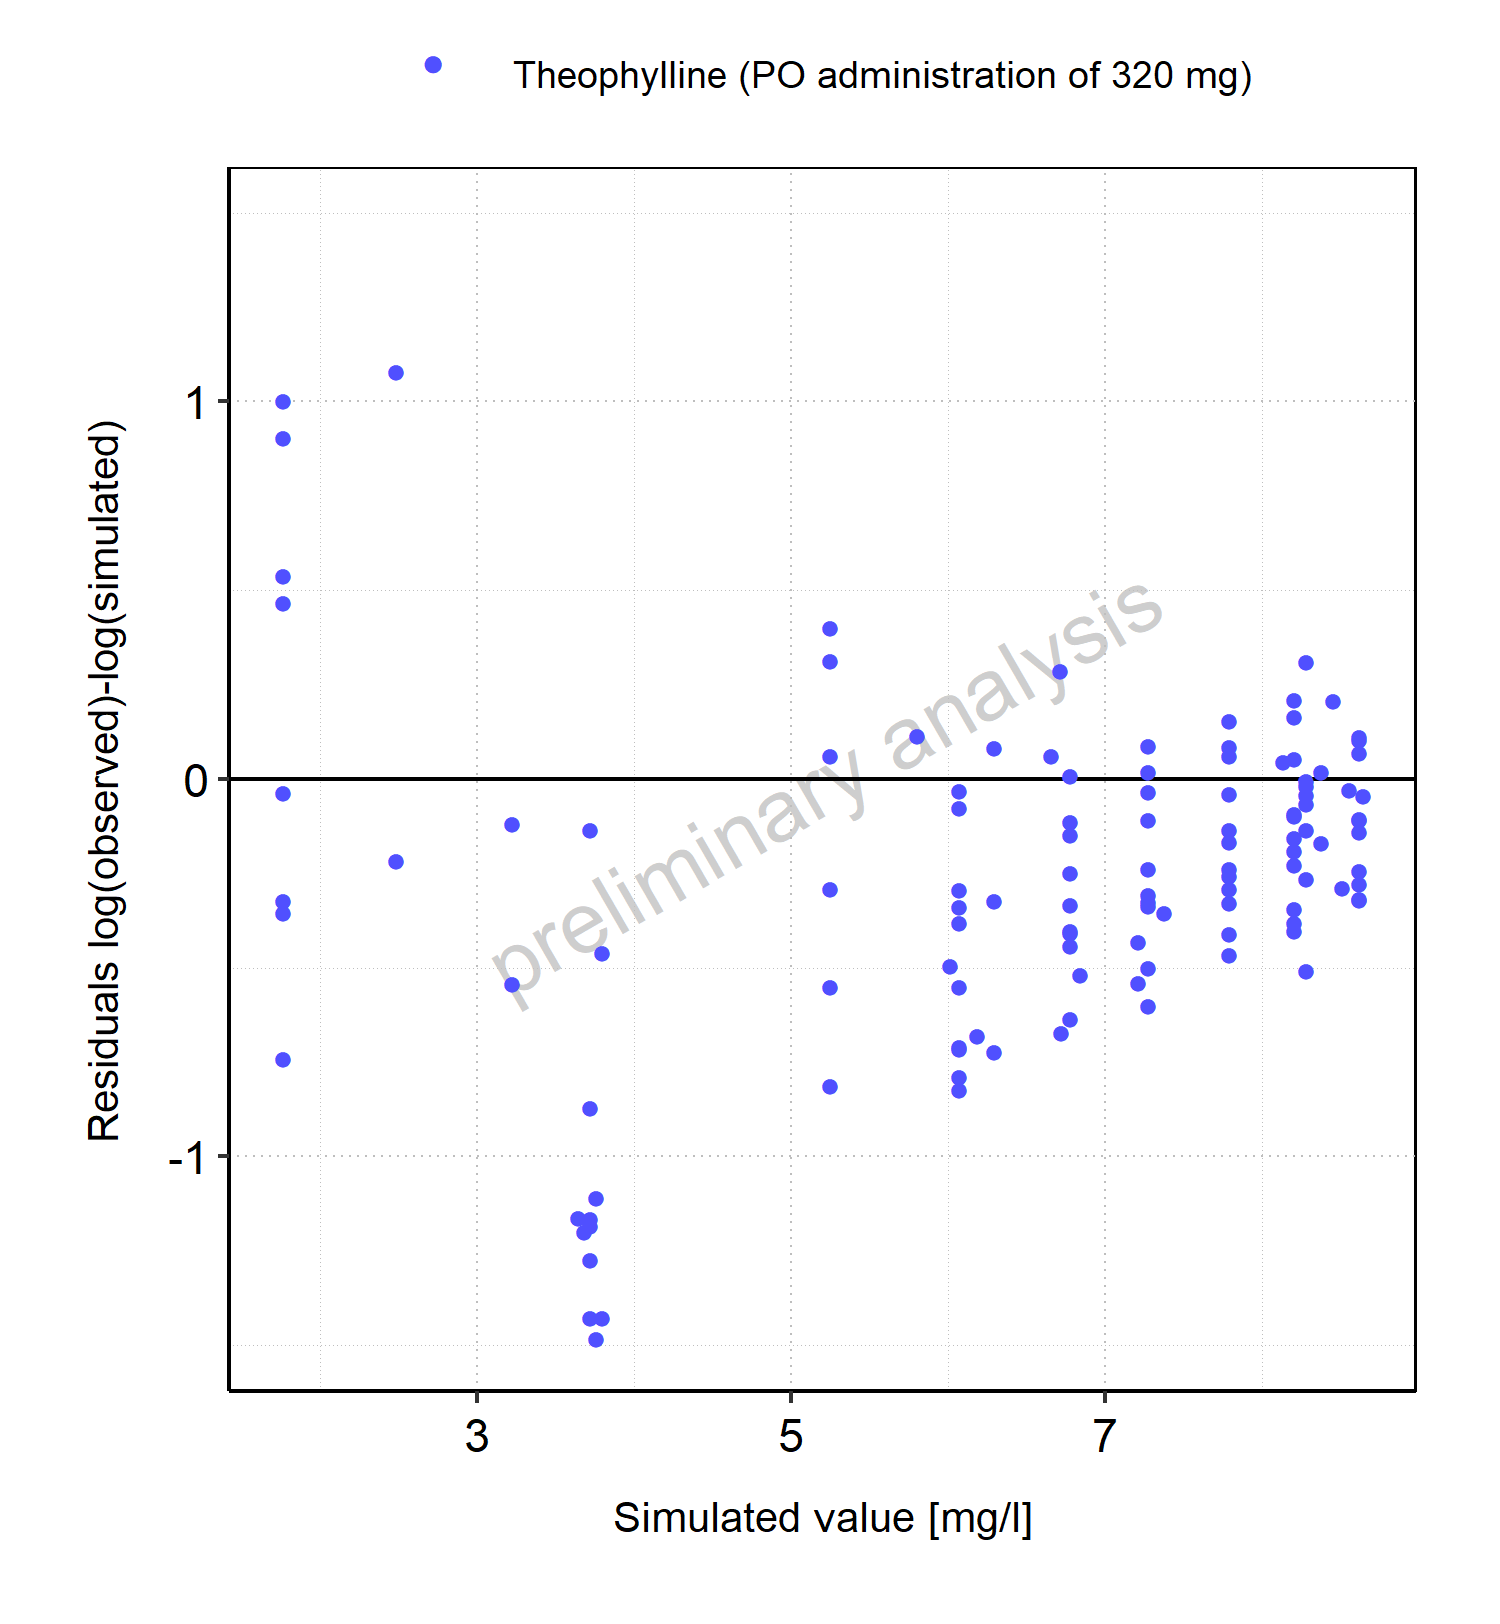 Theophylline (PO administration of 320 mg)
Residuals log(observed)-log(simulated)
1
0
-1
preliminary analysis
3
5
7
Simulated value [mg/l]